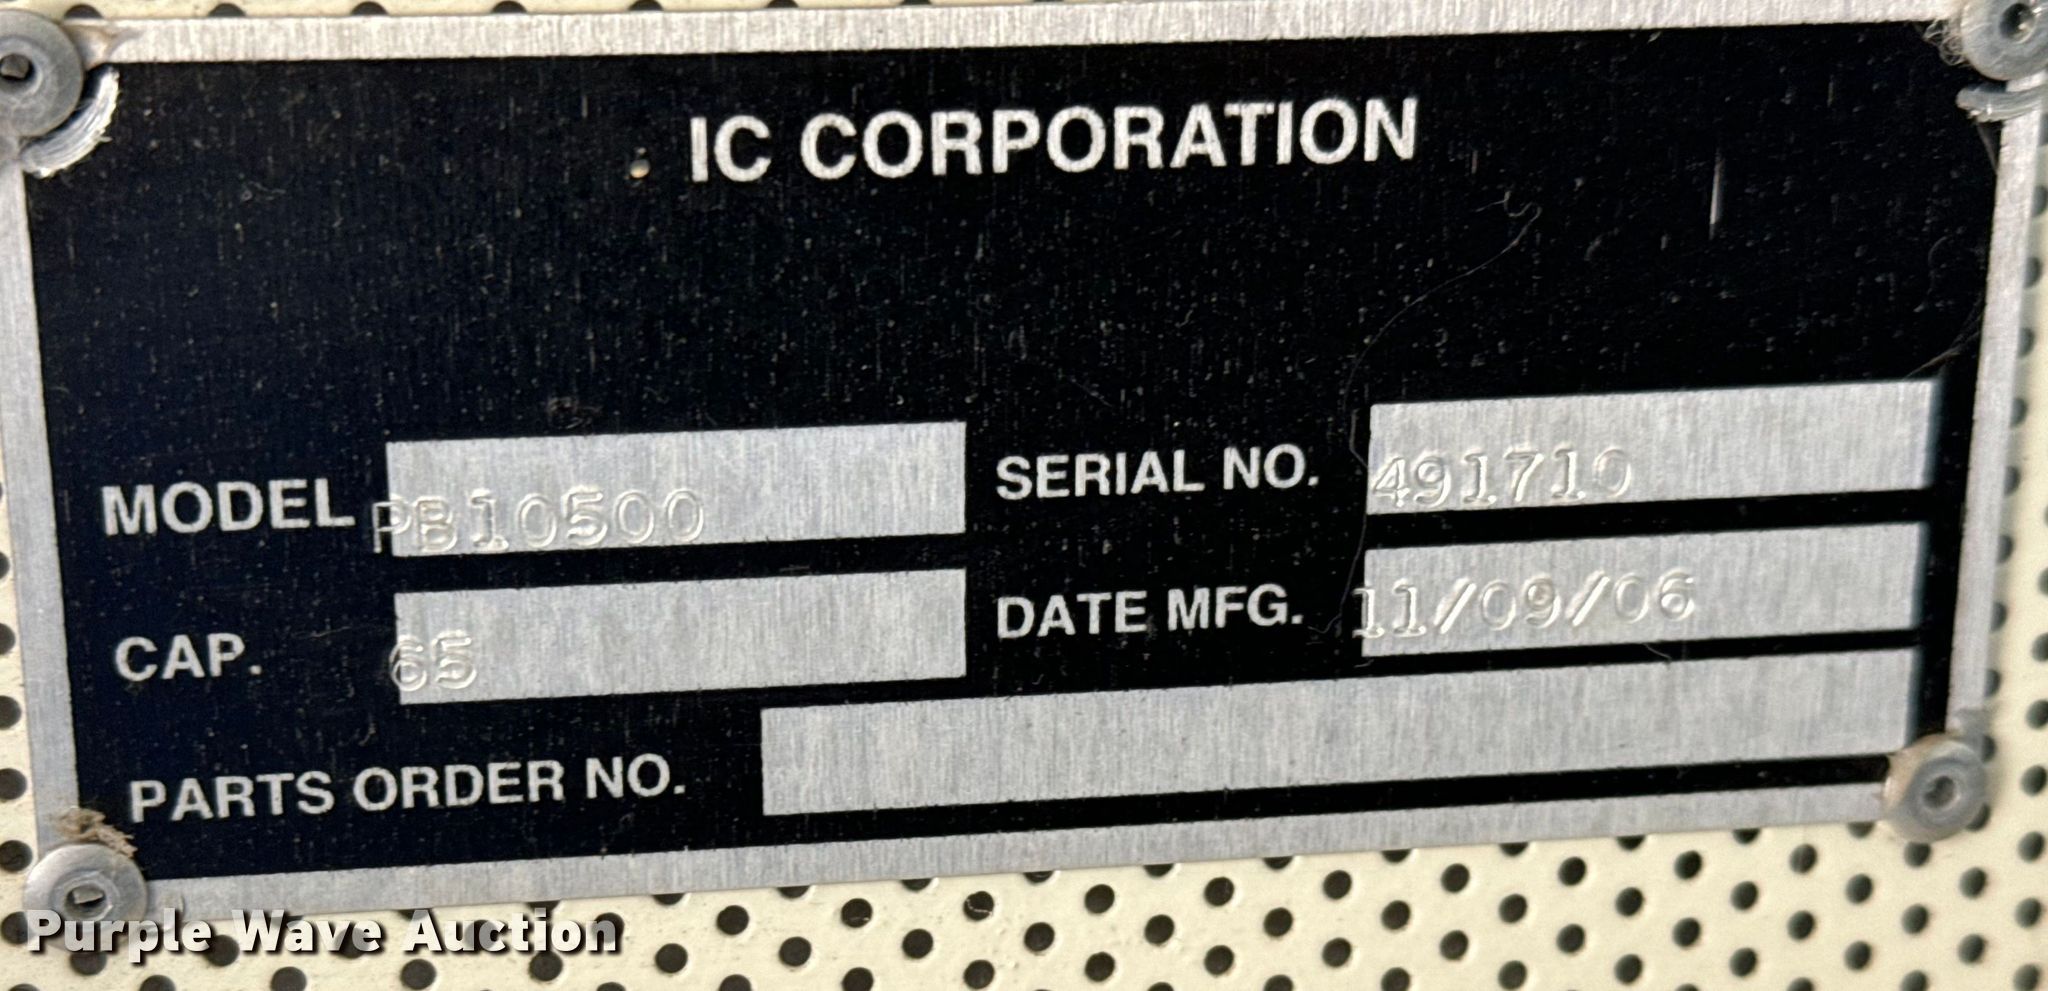 IC CORPORATION
MODEL PB10500 SERIAL NO. 491710
CAP. 65 DATE MFG. 11/09/06
PARTS ORDER NO.
Purple Wave Auction